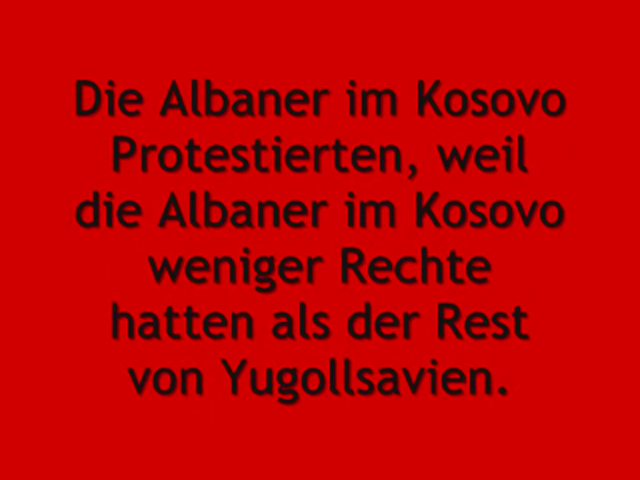 Die Albaner im Kosovo
Protestierten, weil
die Albaner im Kosovo
weniger Rechte
hatten als der Rest
von Yugollsavien.